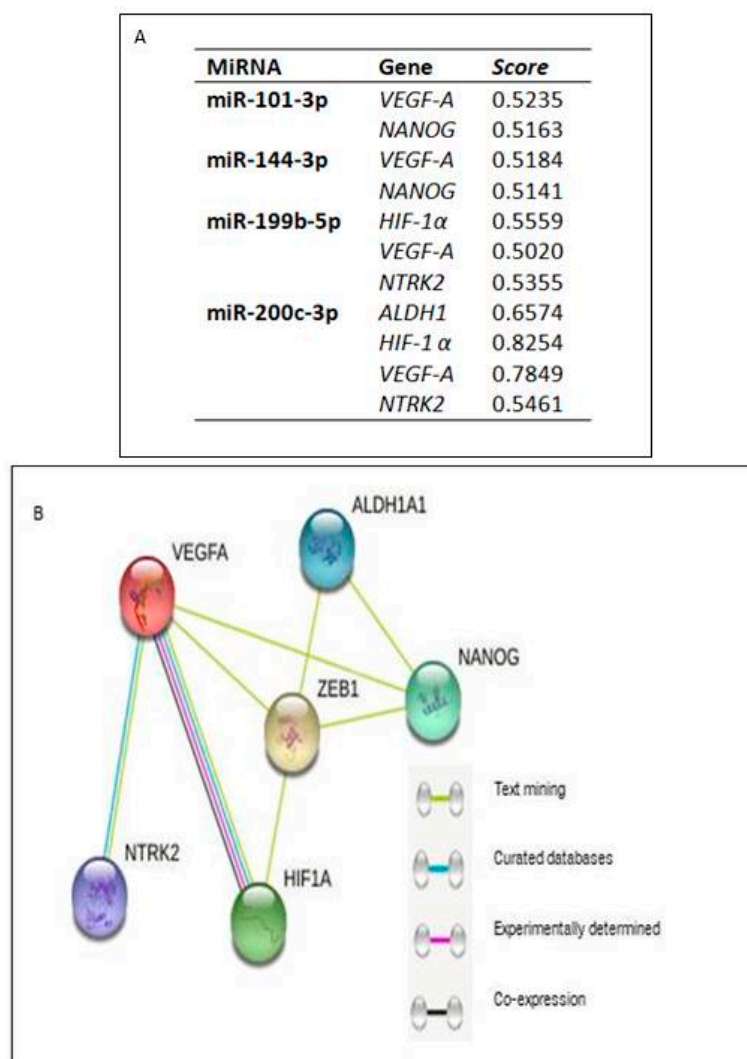 A
MiRNA Gene Score
miR-101-3p VEGF-A 0.5235
NANOG 0.5163
miR-144-3p VEGF-A 0.5184
NANOG 0.5141
miR-199b-5p HIF-1α 0.5559
VEGF-A 0.5020
NTRK2 0.5355
miR-200c-3p ALDH1 0.6574
HIF-1 α 0.8254
VEGF-A 0.7849
NTRK2 0.5461
B
ALDH1A1
VEGFA
NANOG
ZEB1
NTRK2
HIF1A
Text mining
Curated databases
Experimentally determined
Co-expression